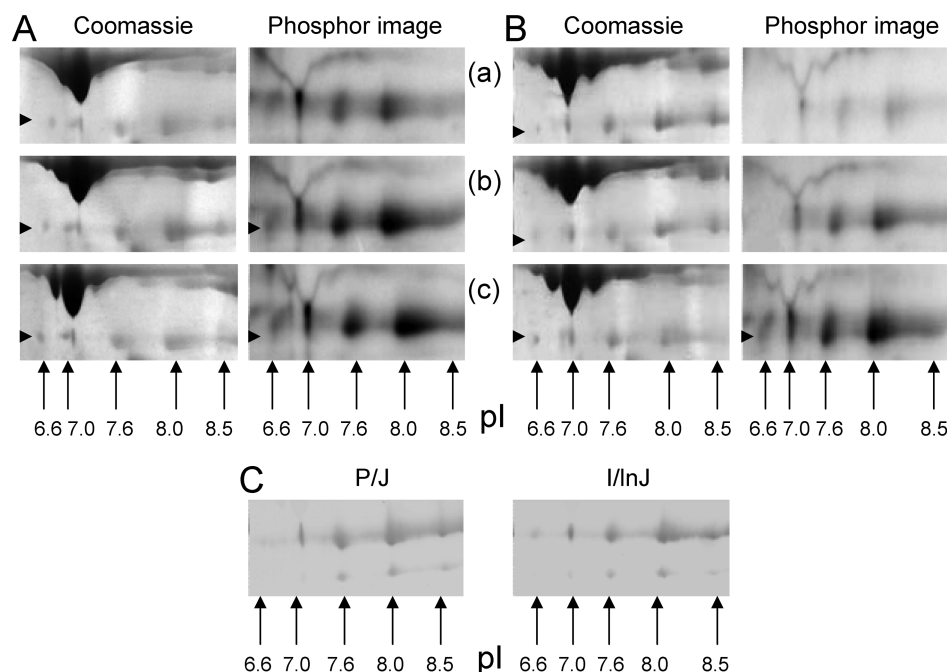 A Coomassie Phosphor image B Coomassie Phosphor image
(a)
(b)
(c)
6.6 7.0 7.6 8.0 8.5 6.6 7.0 7.6 8.0 8.5 pI 6.6 7.0 7.6 8.0 8.5 6.6 7.0 7.6 8.0 8.5
C P/J I/InJ
6.6 7.0 7.6 8.0 8.5 pI 6.6 7.0 7.6 8.0 8.5